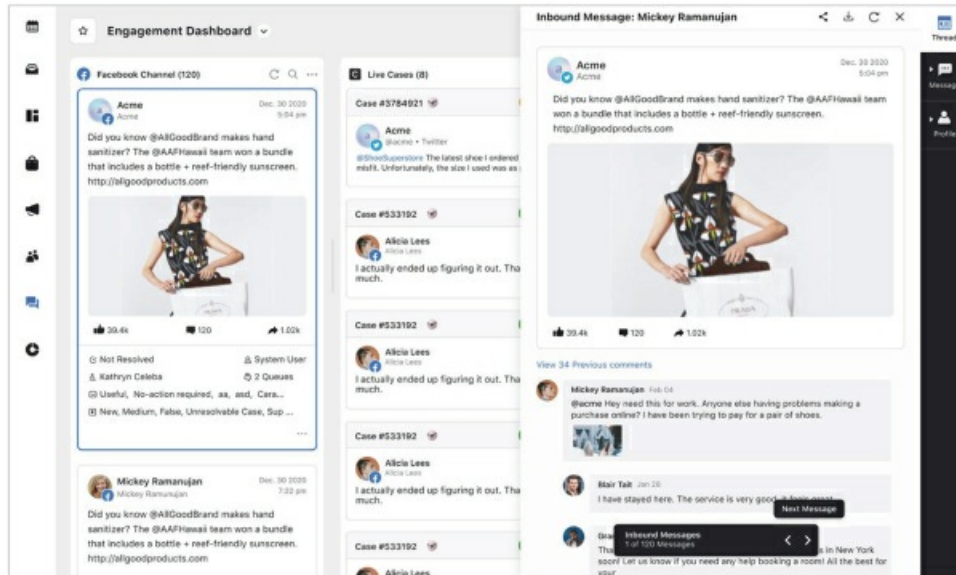 Engagement Dashboard
Facebook Channel (120)
Acme
Acme
Dec. 30 2020
5:04 pm
Did you know @AllGoodBrand makes hand
sanitizer? The @AAFHawaii team won a bundle
that includes a bottle + reef-friendly sunscreen.
http://allgoodproducts.com
39.4k
120
1.02k
Not Resolved
System User
Kathryn Celeba
2 Queues
Useful, No-action required, aa, asd, Cara...
New, Medium, False, Unresolvable Case, Sup ...
Mickey Ramanujan
Mickey Ramunujan
Dec. 30 2020
7:22 pm
Did you know @AllGoodBrand makes hand
sanitizer? The @AAFHawaii team won a bundle
that includes a bottle + reef-friendly sunscreen.
http://allgoodproducts.com
Live Cases (8)
Case #3784921
Acme
@acme • Twitter
@ShoeSuperstore The latest shoe I ordered
misfit. Unfortunately, the size I used was as
Case #533192
Alicia Lees
Alicia Lees
I actually ended up figuring it out. Tha
much.
Case #533192
Alicia Lees
Alicia Lees
I actually ended up figuring it out. Tha
much.
Case #533192
Alicia Lees
Alicia Lees
I actually ended up figuring it out. Tha
much.
Case #533192
Alicia Lees
Inbound Message: Mickey Ramanujan
Acme
Acme
Dec. 30 2020
5:04 pm
Did you know @AllGoodBrand makes hand sanitizer? The @AAFHawaii team
won a bundle that includes a bottle + reef-friendly sunscreen.
http://allgoodproducts.com
PRADA
39.4k
120
1.02k
View 34 Previous comments
Mickey Ramanujan Feb 04
@acme Hey need this for work. Anyone else having problems making a
purchase online? I have been trying to pay for a pair of shoes.
Blair Tait Jan 28
I have stayed here. The service is very good, it feels great
Next Message
Inbound Messages
1 of 120 Messages
s in New York
soon! Let us know if you need any help booking a room! All the best for
your
Thread
Message
Profile